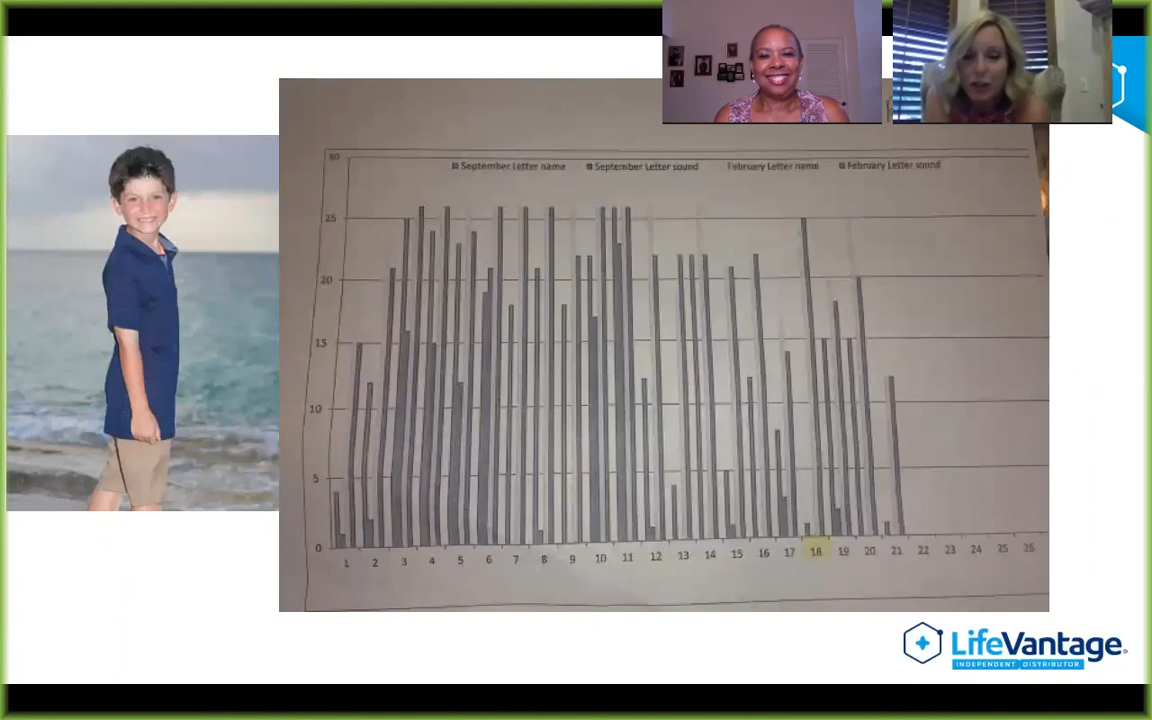 30
September Letter name September Letter sound February Letter name February Letter sound
25
20
15
10
5
0
1 2 3 4 5 6 7 8 9 10 11 12 13 14 15 16 17 18 19 20 21 22 23 24 25 26
LifeVantage
INDEPENDENT DISTRIBUTOR